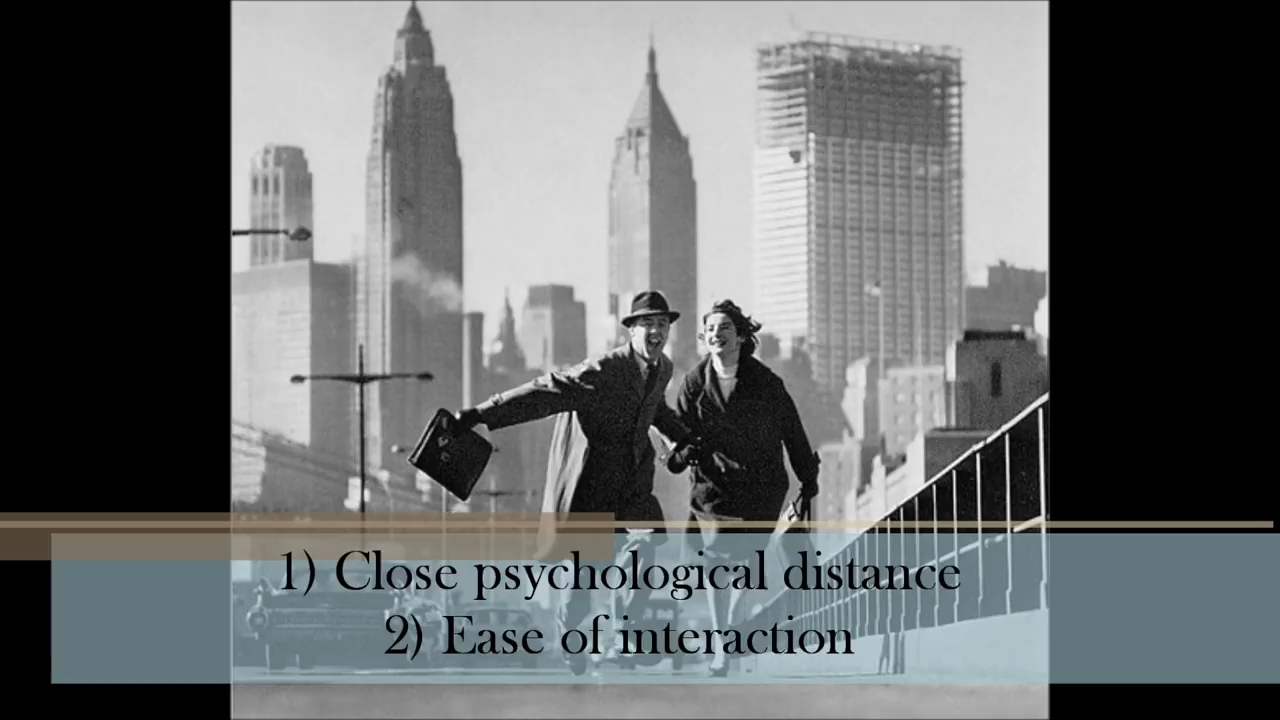 1) Close psychological distance
2) Ease of interaction